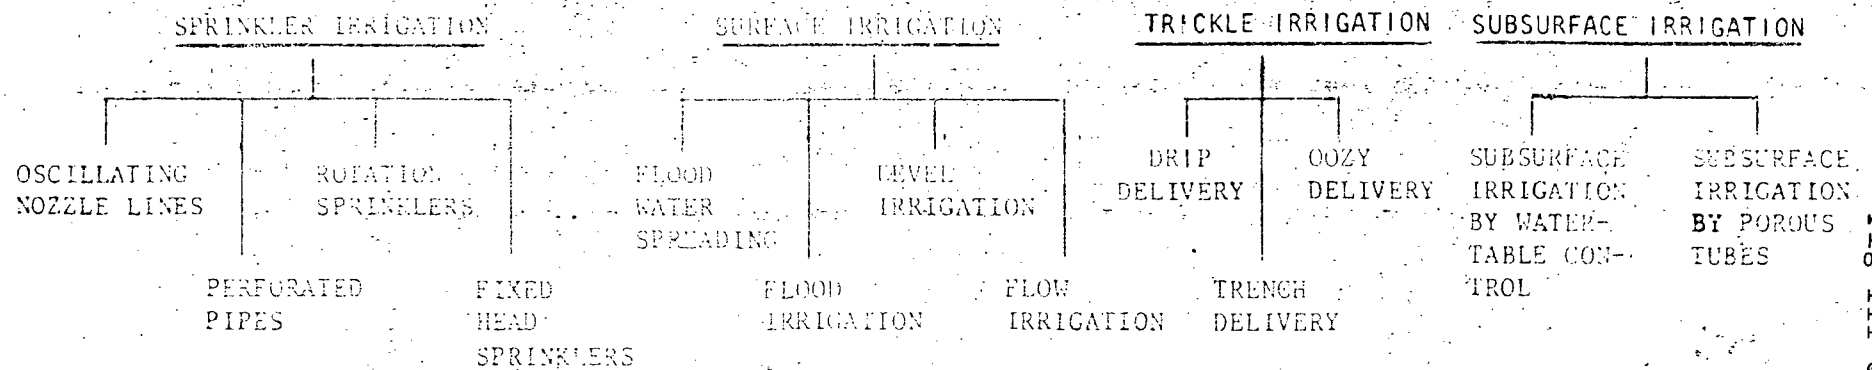 SPRINKLER IRRIGATION
SURFACE IRRIGATION
TRICKLE IRRIGATION
SUBSURFACE IRRIGATION
OSCILLATING
NOZZLE LINES
PERFORATED
PIPES
ROTATION
SPRINKLERS
FIXED
HEAD
SPRINKLERS
FLOOD
WATER
SPREADING
FLOOD
IRRIGATION
LEVEL
IRRIGATION
FLOW
IRRIGATION
DRIP
DELIVERY
TRENCH
DELIVERY
OOZY
DELIVERY
SUBSURFACE
IRRIGATION
BY WATER-
TABLE CON-
TROL
SUBSURFACE
IRRIGATION
BY POROUS
TUBES